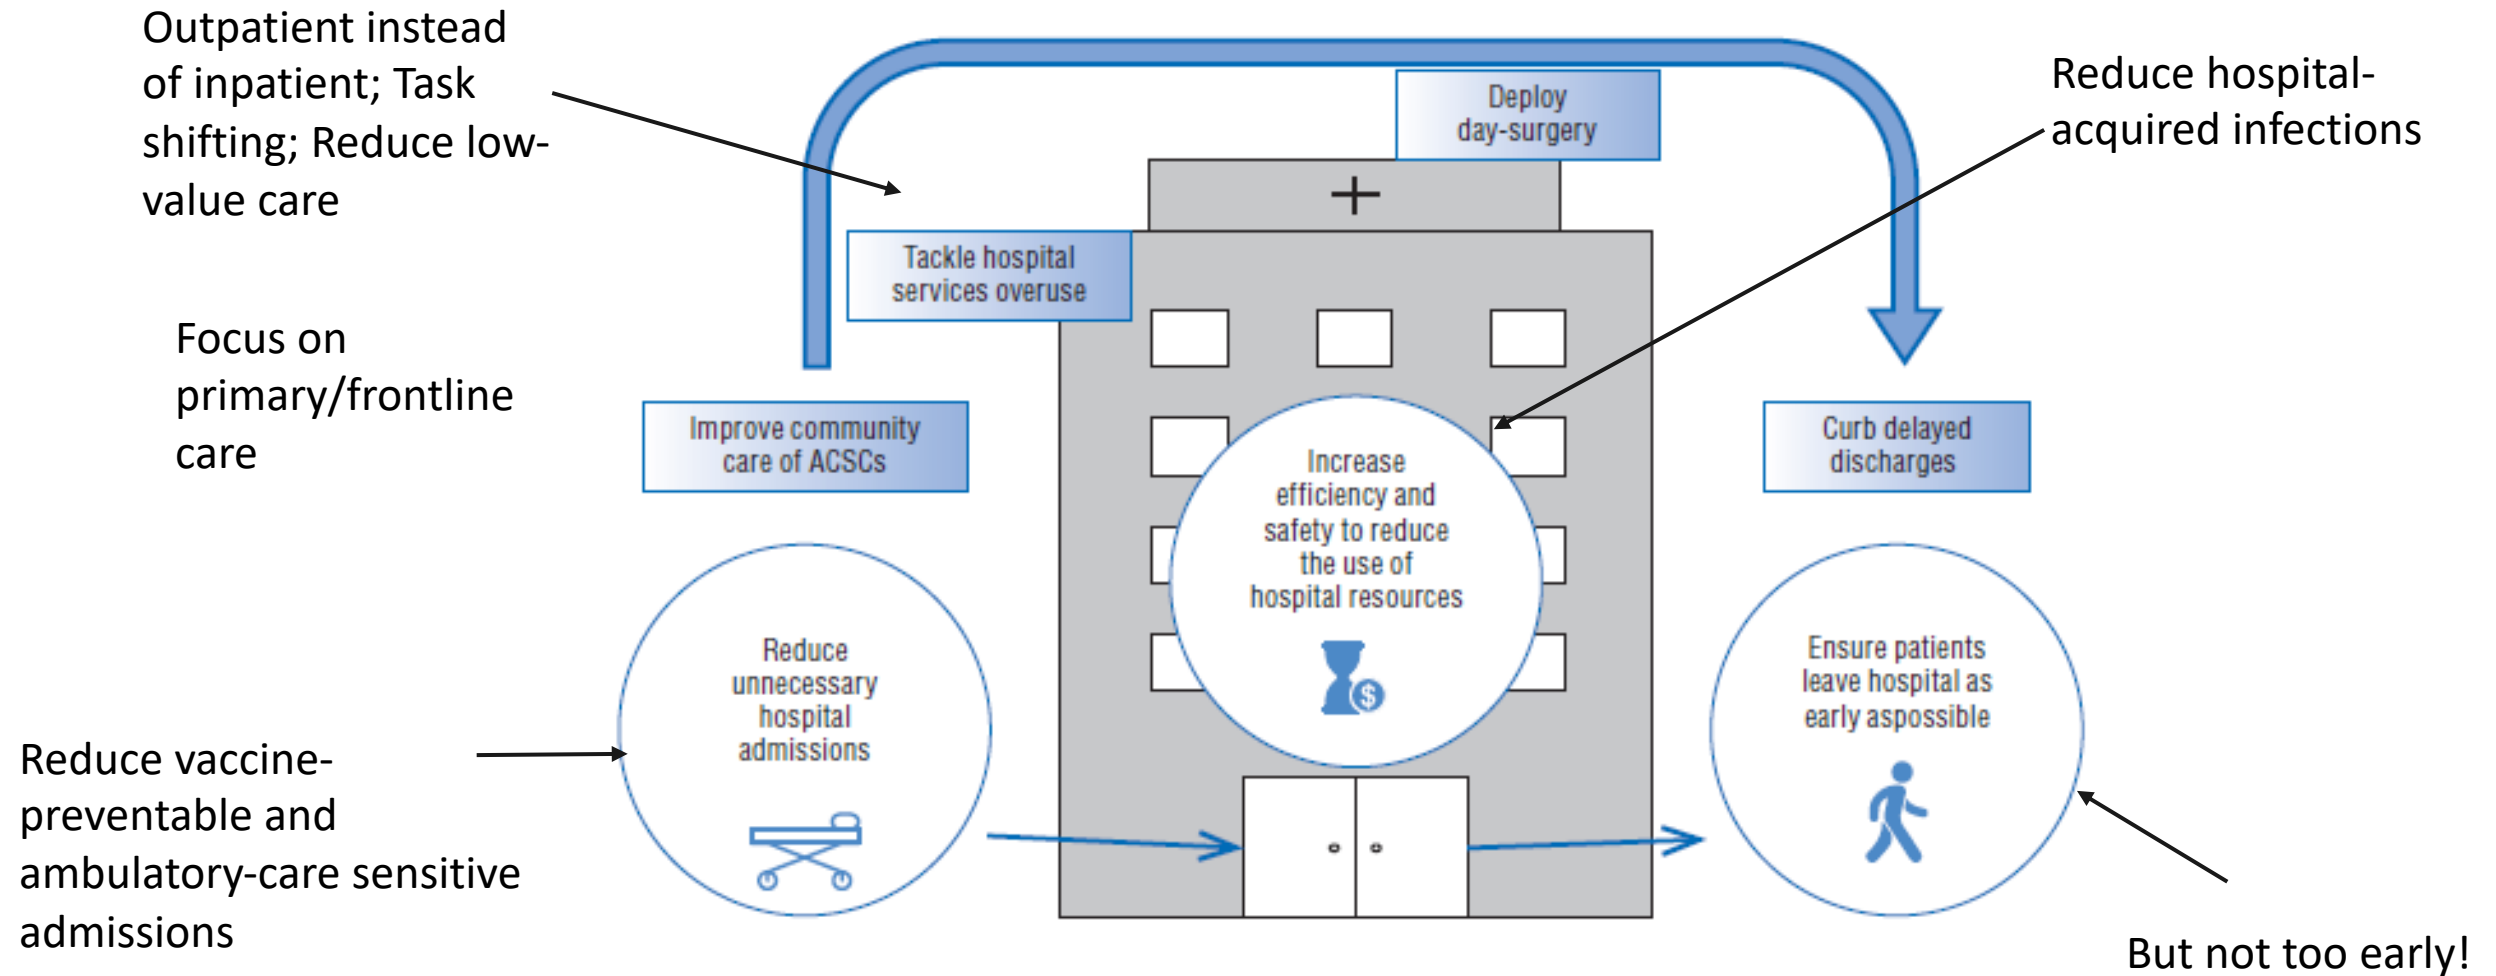 Outpatient instead
of inpatient; Task
shifting; Reduce low-
value care
Deploy
day-surgery
Reduce hospital-
acquired infections
Tackle hospital
services overuse
Focus on
primary/frontline
care
Improve community
care of ACSCs
Curb delayed
discharges
Increase
efficiency and
safety to reduce
the use of
hospital resources
$
Reduce
unnecessary
hospital
admissions
Ensure patients
leave hospital as
early aspossible
Reduce vaccine-
preventable and
ambulatory-care sensitive
admissions
But not too early!